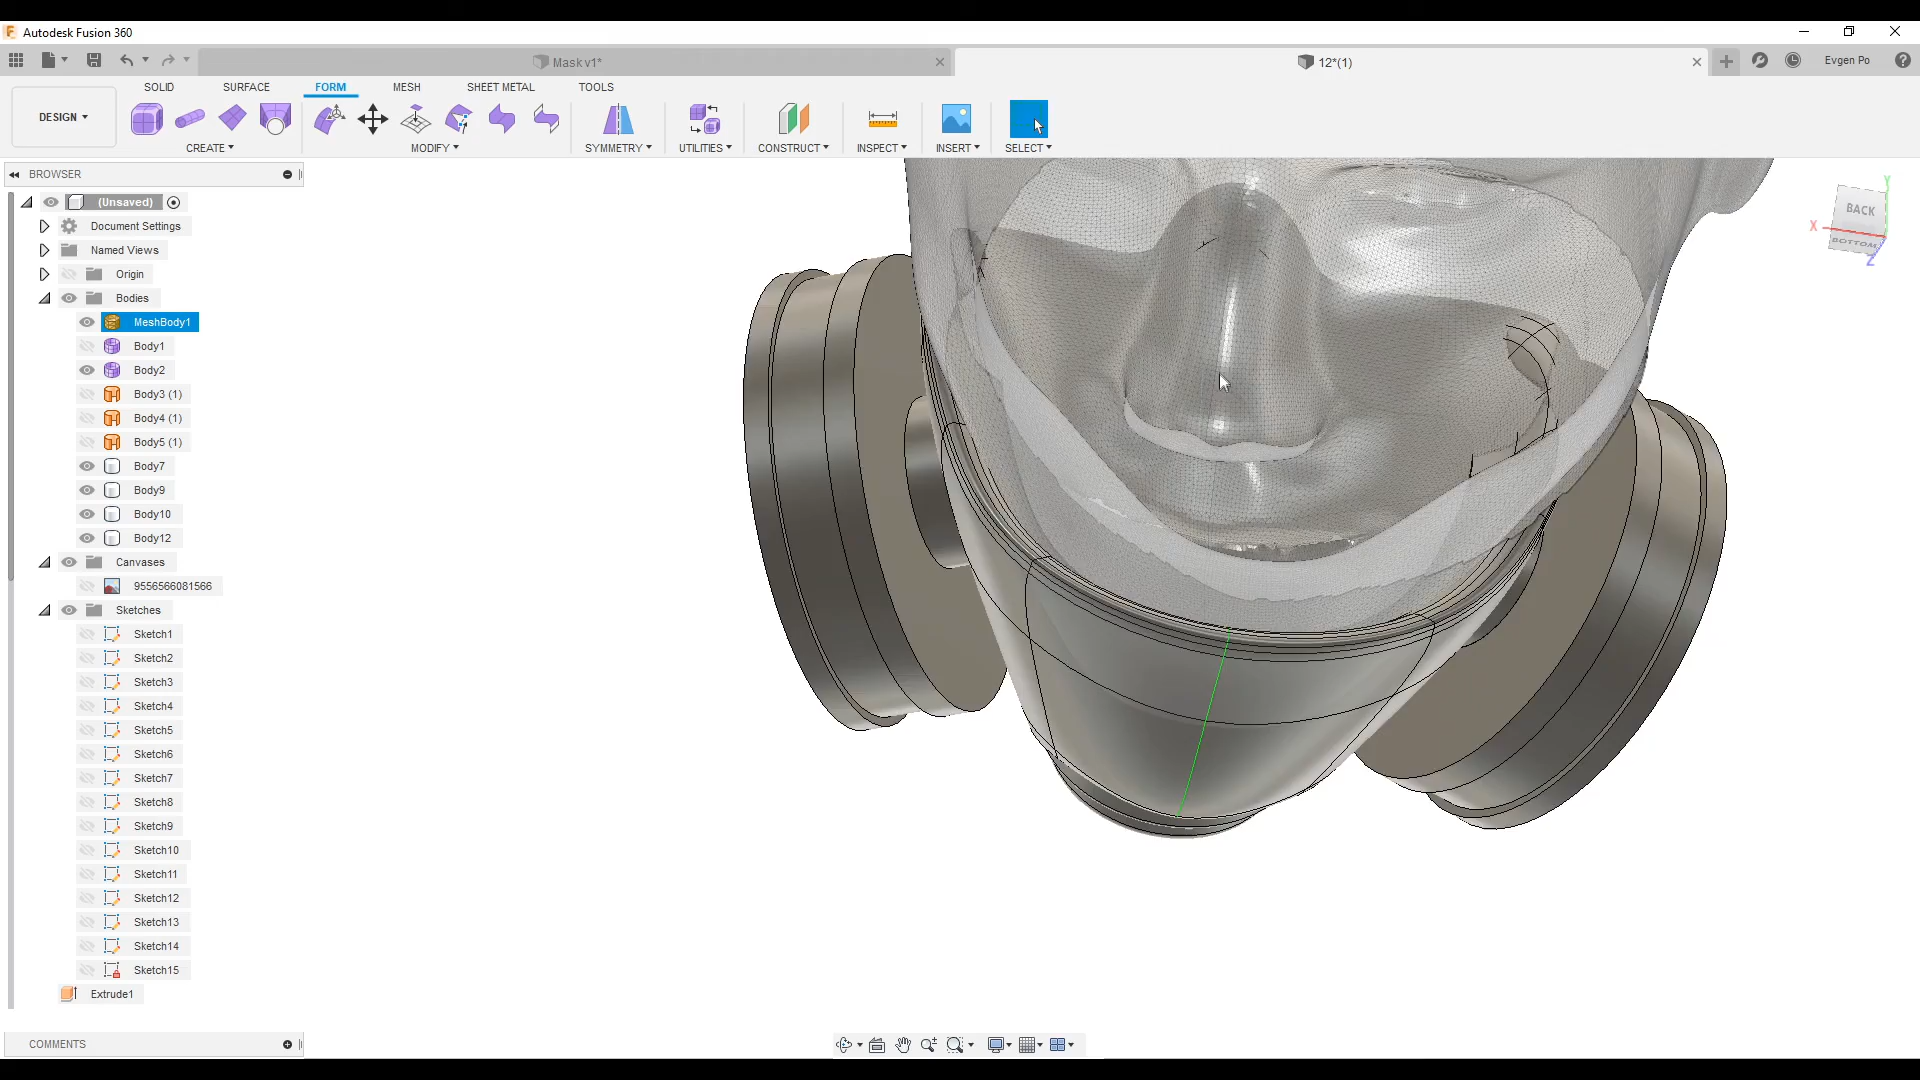 Autodesk Fusion 360
Mask v1*
12*(1)
Evgen Po
DESIGN
SOLID
SURFACE
FORM
MESH
SHEET METAL
TOOLS
CREATE
MODIFY
SYMMETRY
UTILITIES
CONSTRUCT
INSPECT
INSERT
SELECT
BROWSER
(Unsaved)
Document Settings
Named Views
Origin
Bodies
MeshBody1
Body1
Body2
Body3 (1)
Body4 (1)
Body5 (1)
Body7
Body9
Body10
Body12
Canvases
9556566081566
Sketches
Sketch1
Sketch2
Sketch3
Sketch4
Sketch5
Sketch6
Sketch7
Sketch8
Sketch9
Sketch10
Sketch11
Sketch12
Sketch13
Sketch14
Sketch15
Extrude1
COMMENTS
Y
BACK
X
BOTTOM
Z